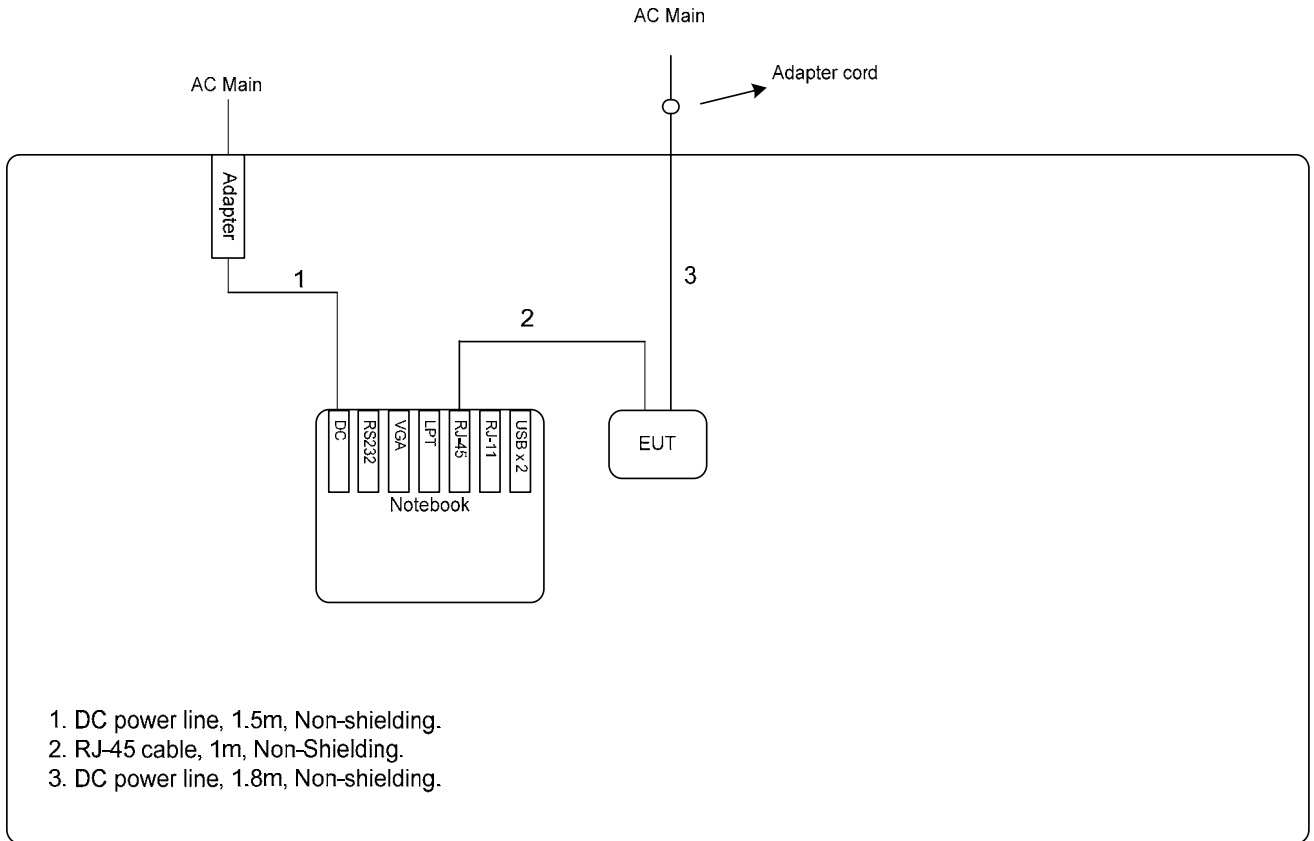 AC Main
Adapter cord
AC Main
Adapter
1
3
2
DC
RS232
VGA
LPT
RJ-45
RJ-11
USB x 2
Notebook
EUT
1. DC power line, 1.5m, Non-shielding.
2. RJ-45 cable, 1m, Non-Shielding.
3. DC power line, 1.8m, Non-shielding.